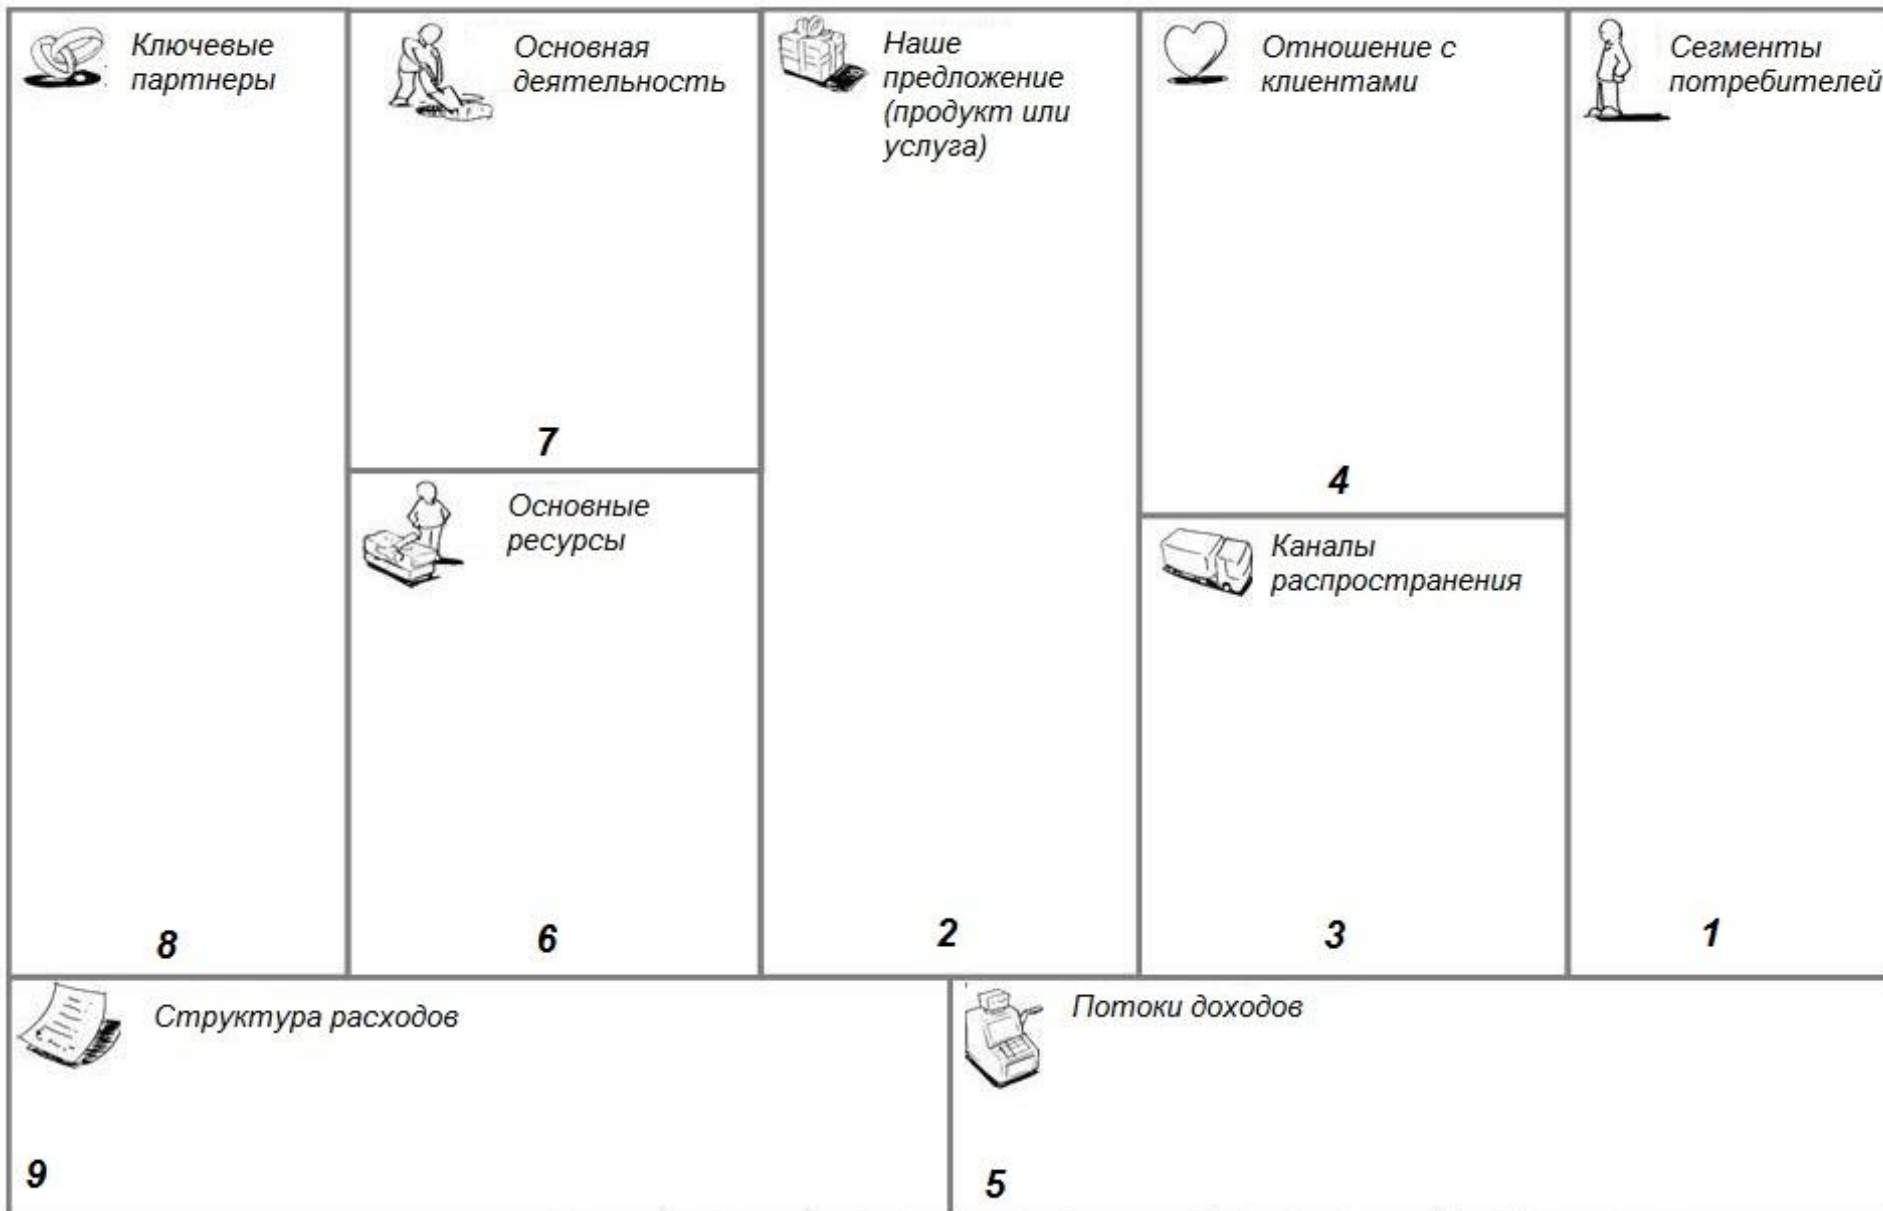 Ключевые
партнеры
8
Основная
деятельность
7
Основные
ресурсы
6
Наше
предложение
(продукт или
услуга)
2
Отношение с
клиентами
4
Каналы
распространения
3
Сегменты
потребителей
1
Структура расходов
9
Потоки доходов
5